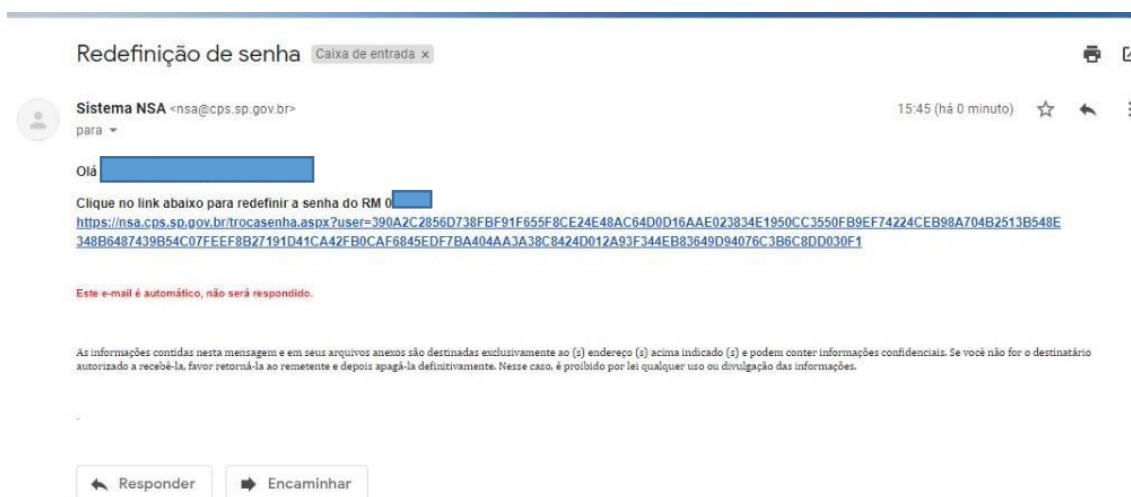 Redefinição de senha Caixa de entrada x
Sistema NSA <nsa@cps.sp.gov.br> 15:45 (há 0 minuto)
para
Olá
Clique no link abaixo para redefinir a senha do RM 0
https://nsa.cps.sp.gov.br/trocasenha.aspx?user=390A2C2856D738FBF91F655F8CE24E48AC64D0D16AAE023834E1950CC3550FB9EF74224CEB98A704B2513B548E
348B6487439B54C07FEEF8B27191D41CA42FB0CAF6845EDF7BA404AA3A38C8424D012A93F344EB83649D94076C3B6C8DD030F1
Este e-mail é automático, não será respondido.
As informações contidas nesta mensagem e em seus arquivos anexos são destinadas exclusivamente ao (s) endereço (s) acima indicado (s) e podem conter informações confidenciais. Se você não for o destinatário
autorizado a recebê-la, favor retorná-la ao remetente e depois apagá-la definitivamente. Nesse caso, é proibido por lei qualquer uso ou divulgação das informações.
.
Responder Encaminhar